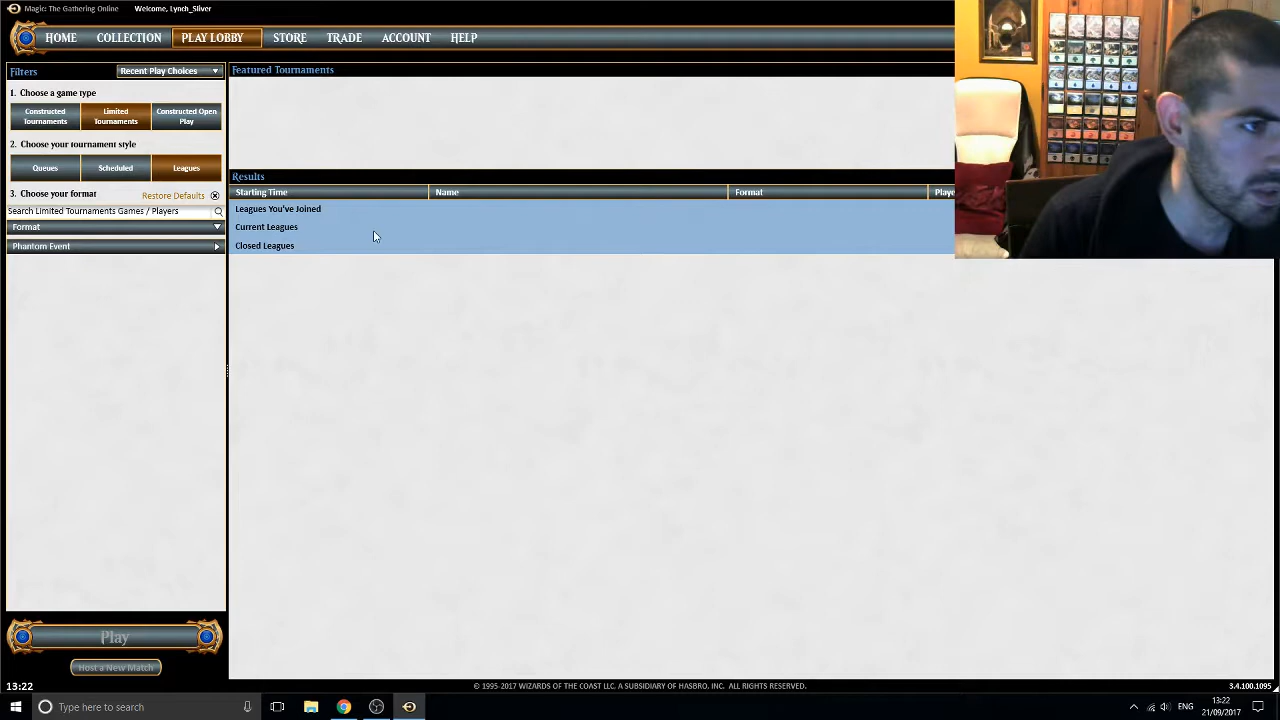 Magic: The Gathering Online Welcome, Lynch_Sliver
HOME COLLECTION PLAY LOBBY STORE TRADE ACCOUNT HELP
Filters Recent Play Choices
1. Choose a game type
Constructed Tournaments Limited Tournaments Constructed Open Play
2. Choose your tournament style
Queues Scheduled Leagues
3. Choose your format Restore Defaults
Search Limited Tournaments Games / Players
Format
Phantom Event
Featured Tournaments
Results
Starting Time Name Format
Leagues You've Joined
Current Leagues
Closed Leagues
Play
Host a New Match
13:22
© 1995-2017 WIZARDS OF THE COAST LLC, A SUBSIDIARY OF HASBRO, INC. ALL RIGHTS RESERVED.
3.4.100.1095
Type here to search
ENG
13:22
21/09/2017